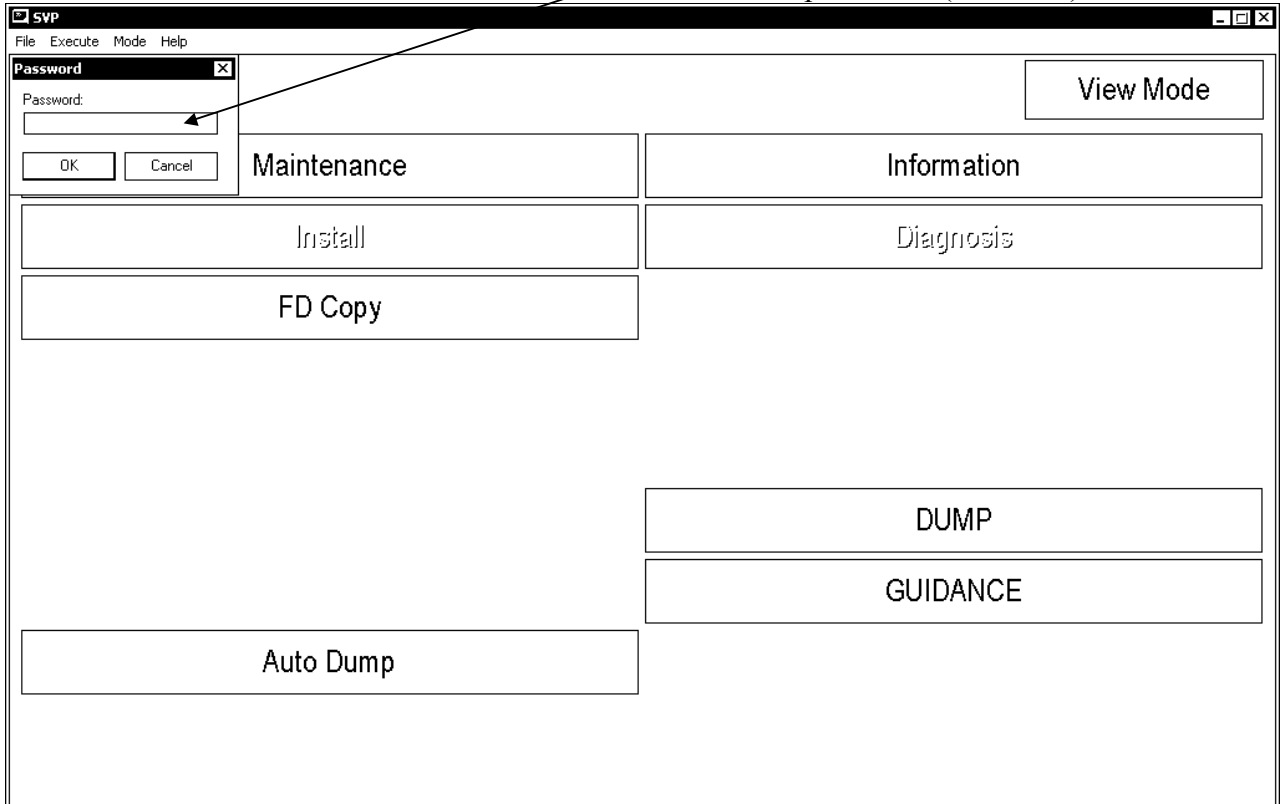 SVP
File Execute Mode Help
Password
View Mode
Password:
OK Cancel
Maintenance
Information
Install
Diagnosis
FD Copy
DUMP
GUIDANCE
Auto Dump